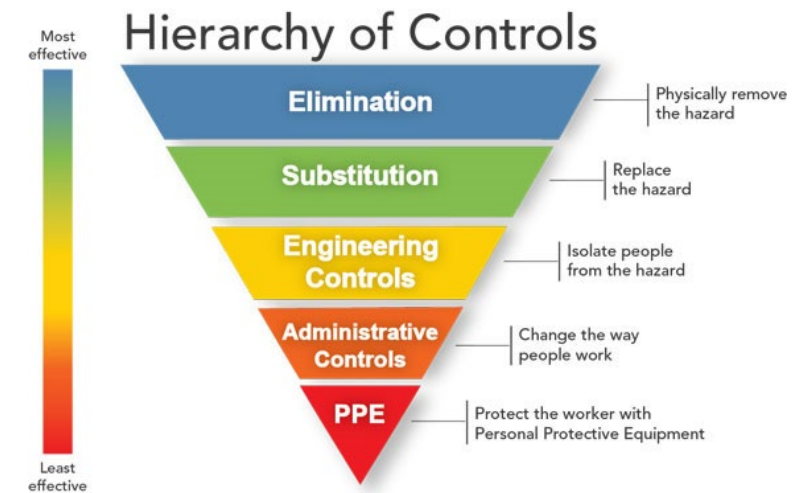 Hierarchy of Controls
Most
effective
Elimination
Physically remove
the hazard
Substitution
Replace
the hazard
Engineering
Controls
Isolate people
from the hazard
Administrative
Controls
Change the way
people work
PPE
Protect the worker with
Personal Protective Equipment
Least
effective